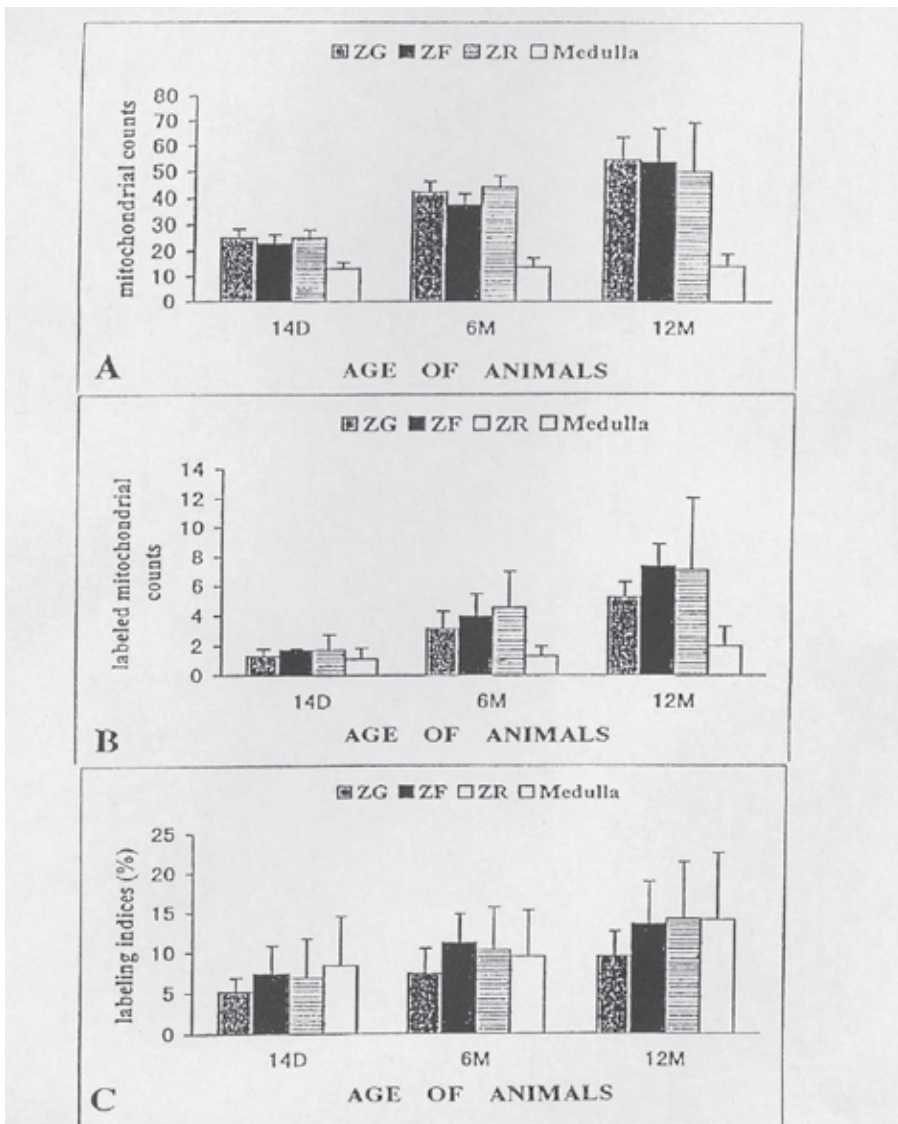 ZG ZF ZR Medulla
mitochondrial counts
80
70
60
50
40
30
20
10
0
14D 6M 12M
A
AGE OF ANIMALS
ZG ZF ZR Medulla
labeled mitochondrial
counts
14
12
10
8
6
4
2
0
14D 6M 12M
B
AGE OF ANIMALS
ZG ZF ZR Medulla
labeling indices (%)
25
20
15
10
5
0
14D 6M 12M
C
AGE OF ANIMALS